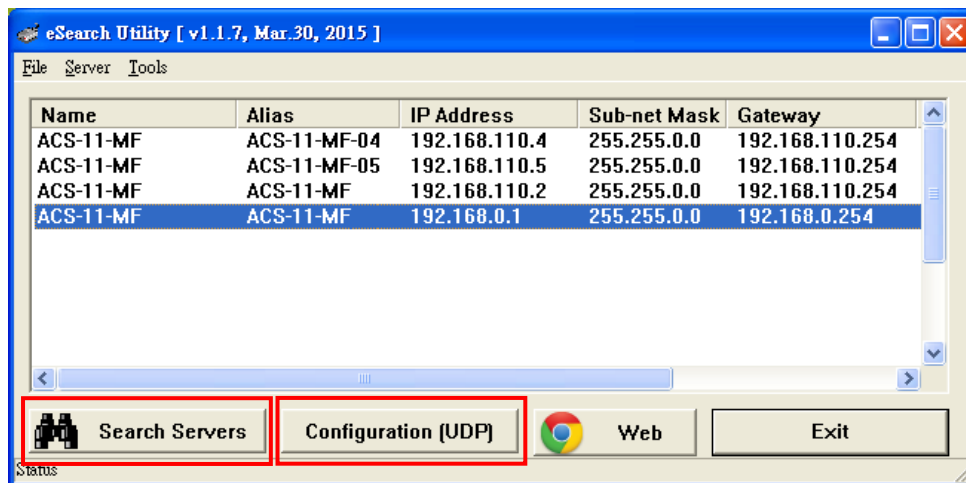 eSearch Utility [ v1.1.7, Mar.30, 2015 ]
File Server Tools
Name Alias IP Address Sub-net Mask Gateway
ACS-11-MF ACS-11-MF-04 192.168.110.4 255.255.0.0 192.168.110.254
ACS-11-MF ACS-11-MF-05 192.168.110.5 255.255.0.0 192.168.110.254
ACS-11-MF ACS-11-MF 192.168.110.2 255.255.0.0 192.168.110.254
ACS-11-MF ACS-11-MF 192.168.0.1 255.255.0.0 192.168.0.254
Search Servers Configuration (UDP) Web Exit
Status